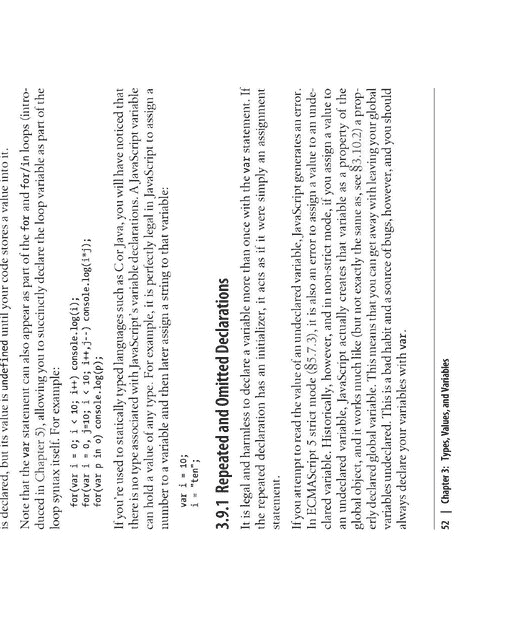 is declared, but its value is undefined until your code stores a value into it.
Note that the var statement can also appear as part of the for and for/in loops (intro-
duced in Chapter 5), allowing you to succinctly declare the loop variable as part of the
loop syntax itself. For example:
for(var i = 0; i < 10; i++) console.log(i);
for(var i = 0, j=10; i < 10; i++,j--) console.log(i*j);
for(var p in o) console.log(p);
If you're used to statically typed languages such as C or Java, you will have noticed that
there is no type associated with JavaScript's variable declarations. A JavaScript variable
can hold a value of any type. For example, it is perfectly legal in JavaScript to assign a
number to a variable and then later assign a string to that variable:
var i = 10;
i = "ten";
3.9.1 Repeated and Omitted Declarations
It is legal and harmless to declare a variable more than once with the var statement. If
the repeated declaration has an initializer, it acts as if it were simply an assignment
statement.
If you attempt to read the value of an undeclared variable, JavaScript generates an error.
In ECMAScript 5 strict mode (§5.7.3), it is also an error to assign a value to an unde-
clared variable. Historically, however, and in non-strict mode, if you assign a value to
an undeclared variable, JavaScript actually creates that variable as a property of the
global object, and it works much like (but not exactly the same as, see §3.10.2) a prop-
erly declared global variable. This means that you can get away with leaving your global
variables undeclared. This is a bad habit and a source of bugs, however, and you should
always declare your variables with var.
52 | Chapter 3: Types, Values, and Variables